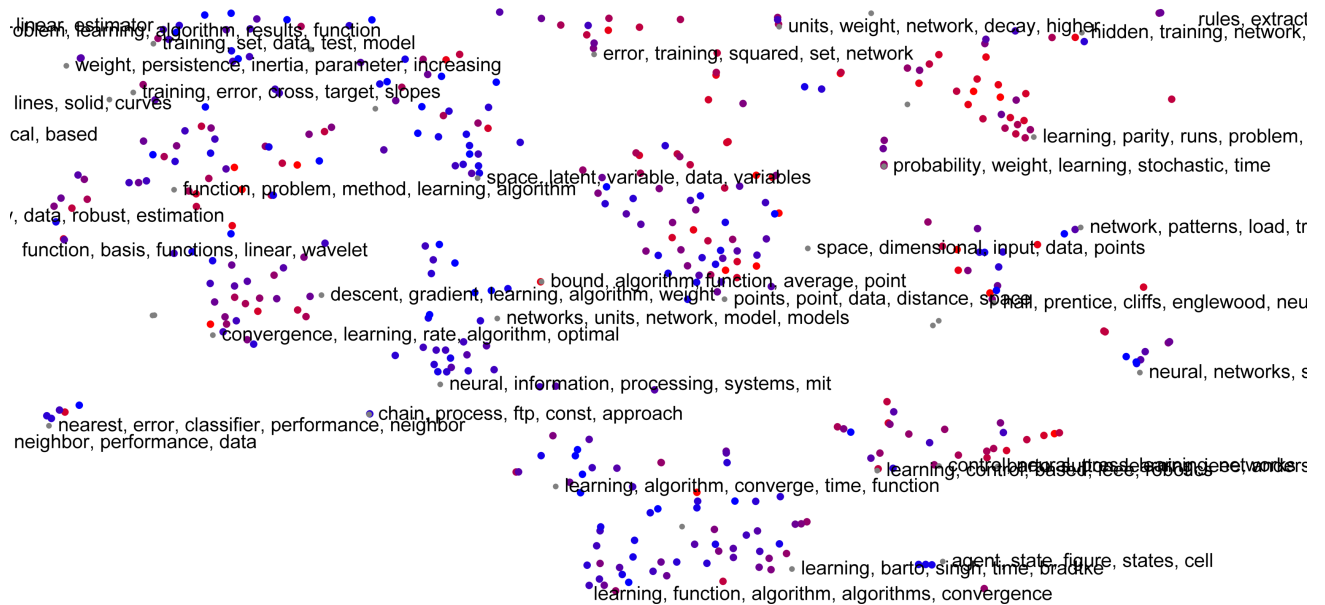 linear, estimator
oblem, learning, algorithm, results, function
training, set, data, test, model
weight, persistence, inertia, parameter, increasing
training, error, cross, target, slopes
lines, solid, curves
cal, based
units, weight, network, decay, higher
rules, extract
hidden, training, network,
error, training, squared, set, network
learning, parity, runs, problem,
probability, weight, learning, stochastic, time
space, latent, variable, data, variables
function, problem, method, learning, algorithm
, data, robust, estimation
function, basis, functions, linear, wavelet
network, patterns, load, tr
space, dimensional, input, data, points
bound, algorithm, function, average, point
descent, gradient, learning, algorithm, weight
points, point, data, distance, space
hall, prentice, cliffs, englewood, neu
networks, units, network, model, models
convergence, learning, rate, algorithm, optimal
neural, networks, s
neural, information, processing, systems, mit
chain, process, ftp, const, approach
nearest, error, classifier, performance, neighbor
neighbor, performance, data
learning, control, based, ieee, robotics
learning, algorithm, converge, time, function
agent, state, figure, states, cell
learning, barto, singh, time, bradtke
learning, function, algorithm, algorithms, convergence